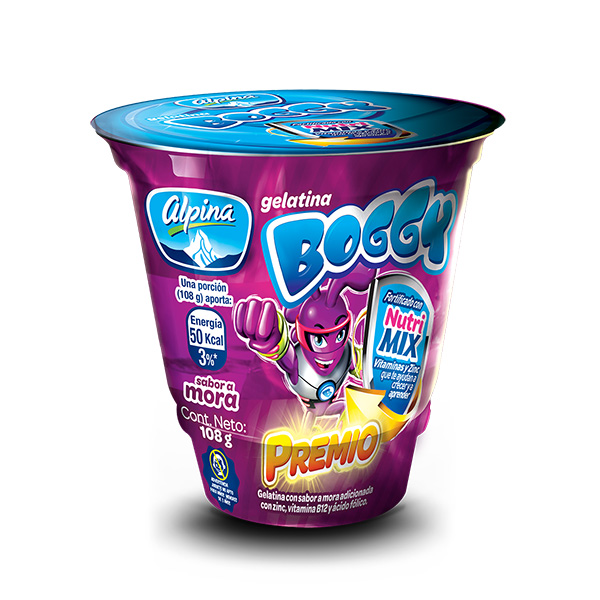 Alpina
BOGGY
Alpina
gelatina
BOGGY
Una porción
(108 g) aporta:
Energía
50 Kcal
3%*
sabor a
mora
Cont. Neto:
108 g
Fortificado con
Nutri
MIX
Vitaminas y Zinc
que te ayudan a
crecer y a
aprender
PREMIO
Gelatina con sabor a mora adicionada
con zinc, vitamina B12 y ácido fólico.